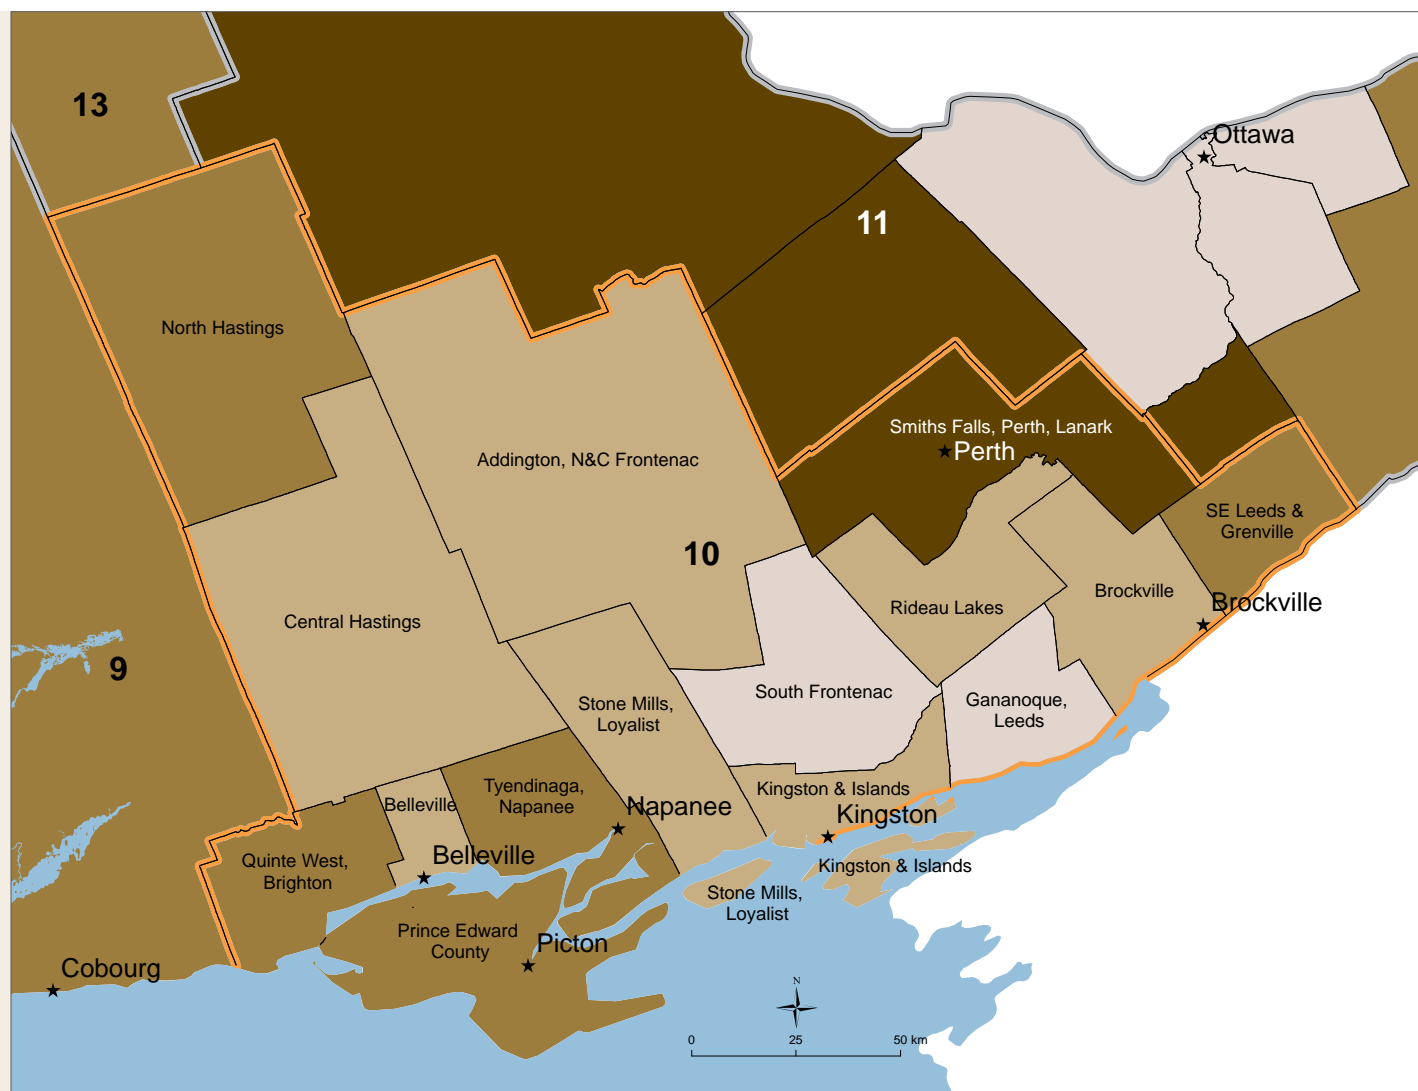 13
Ottawa
11
North Hastings
Smiths Falls, Perth, Lanark
Perth
Addington, N&C Frontenac
SE Leeds &
Grenville
10
Brockville
Rideau Lakes
Brockville
Central Hastings
9
South Frontenac
Gananoque,
Leeds
Stone Mills,
Loyalist
Tyendinaga,
Napanee
Kingston & Islands
Belleville
Napanee
Kingston
Belleville
Quinte West,
Brighton
Kingston & Islands
Stone Mills,
Loyalist
Prince Edward
County
Picton
Cobourg
N
0 25 50 km